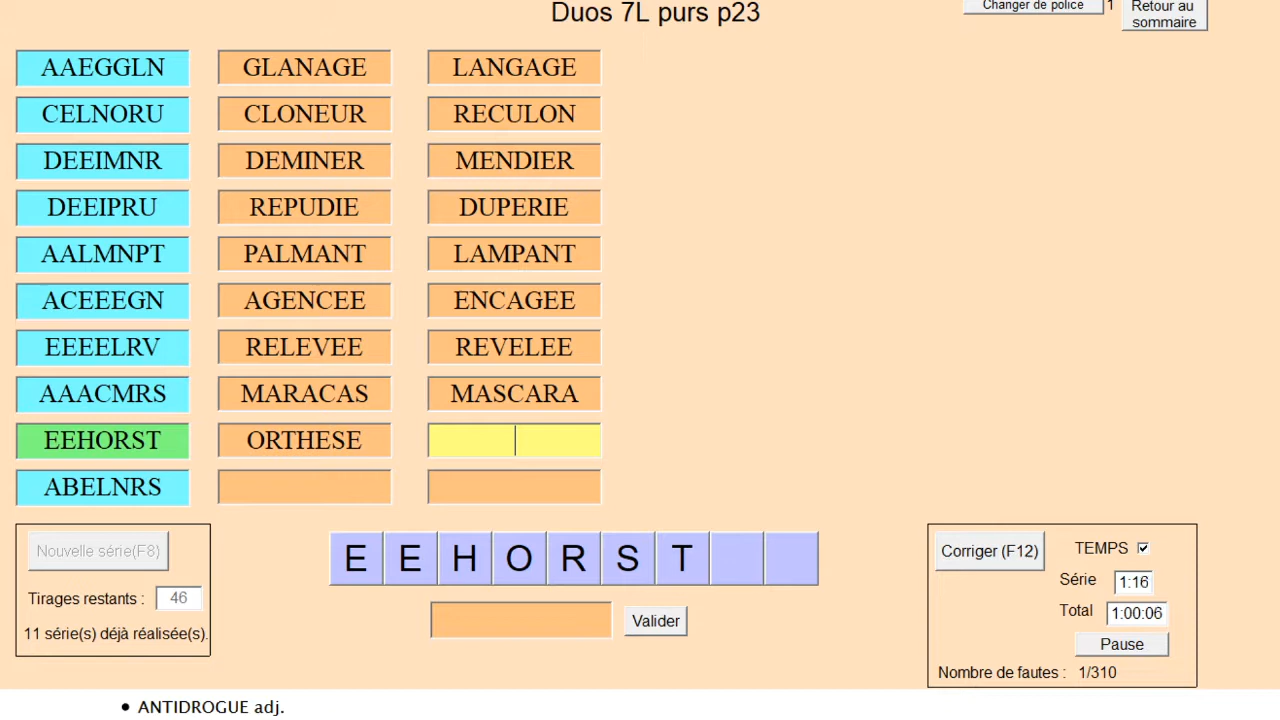 Duos 7L purs p23
Changer de police 1
Retour au sommaire
AAEGGLN GLANAGE LANGAGE
CELNORU CLONEUR RECULON
DEEIMNR DEMINER MENDIER
DEEIPRU REPUDIE DUPERIE
AALMNPT PALMANT LAMPANT
ACEEEGN AGENCEE ENCAGEE
EEEELRV RELEVEE REVELEE
AAACMRS MARACAS MASCARA
EEHORST ORTHESE
ABELNRS
Nouvelle série(F8)
Tirages restants : 46
11 série(s) déjà réalisée(s).
E E H O R S T
Valider
Corriger (F12)
TEMPS
Série 1:16
Total 1:00:06
Pause
Nombre de fautes : 1/310
• ANTIDROGUE adj.